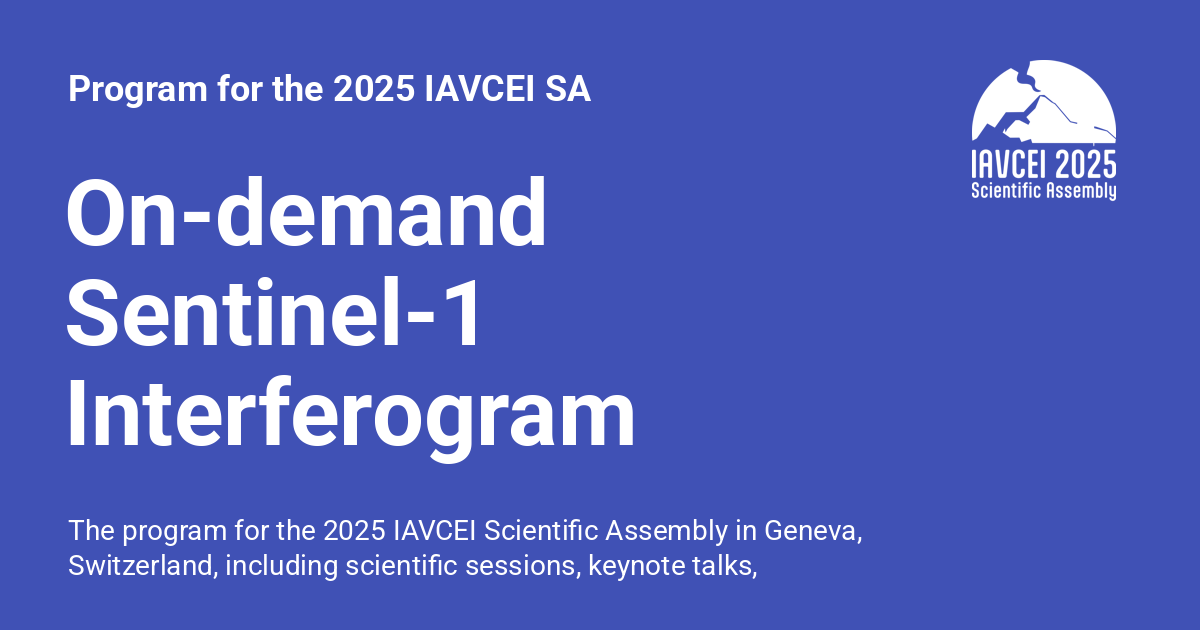 Program for the 2025 IAVCEI SA
IAVCEI 2025
Scientific Assembly
On-demand
Sentinel-1
Interferogram
The program for the 2025 IAVCEI Scientific Assembly in Geneva,
Switzerland, including scientific sessions, keynote talks,